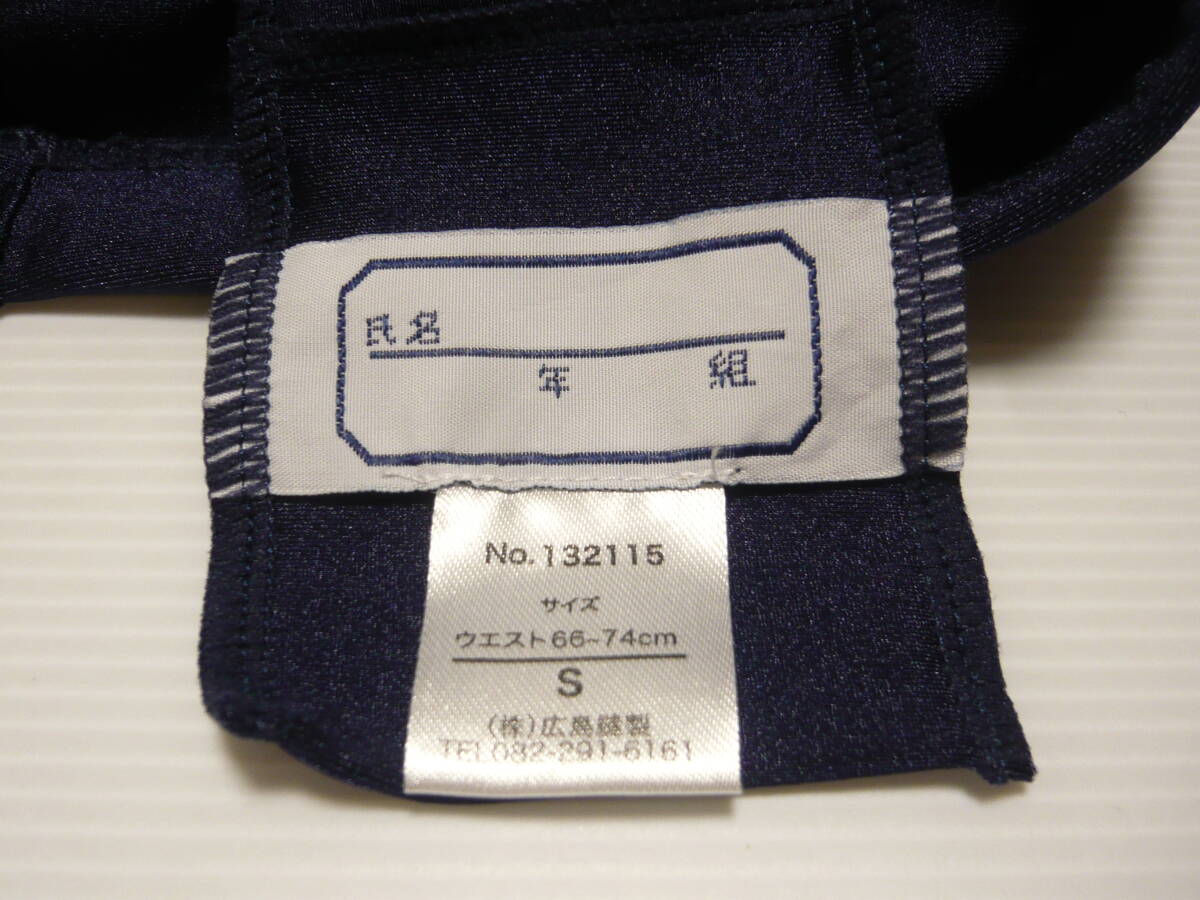 氏名
年 組
No.132115
サイズ
ウエスト66~74cm
S
(株)広島縫製
TEL082-291-6161